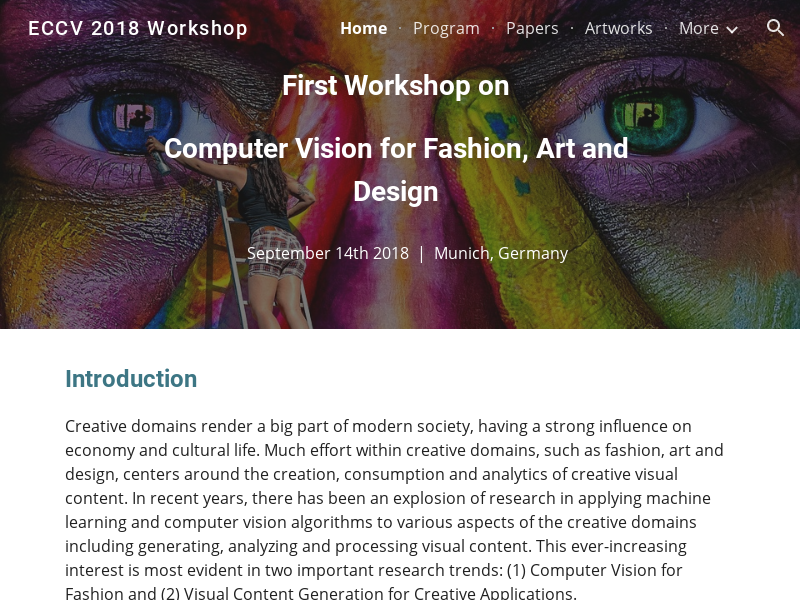 ECCV 2018 Workshop
Home · Program · Papers · Artworks · More
First Workshop on
Computer Vision for Fashion, Art and
Design
September 14th 2018 | Munich, Germany
Introduction
Creative domains render a big part of modern society, having a strong influence on
economy and cultural life. Much effort within creative domains, such as fashion, art and
design, centers around the creation, consumption and analytics of creative visual
content. In recent years, there has been an explosion of research in applying machine
learning and computer vision algorithms to various aspects of the creative domains
including generating, analyzing and processing visual content. This ever-increasing
interest is most evident in two important research trends: (1) Computer Vision for
Fashion and (2) Visual Content Generation for Creative Applications.